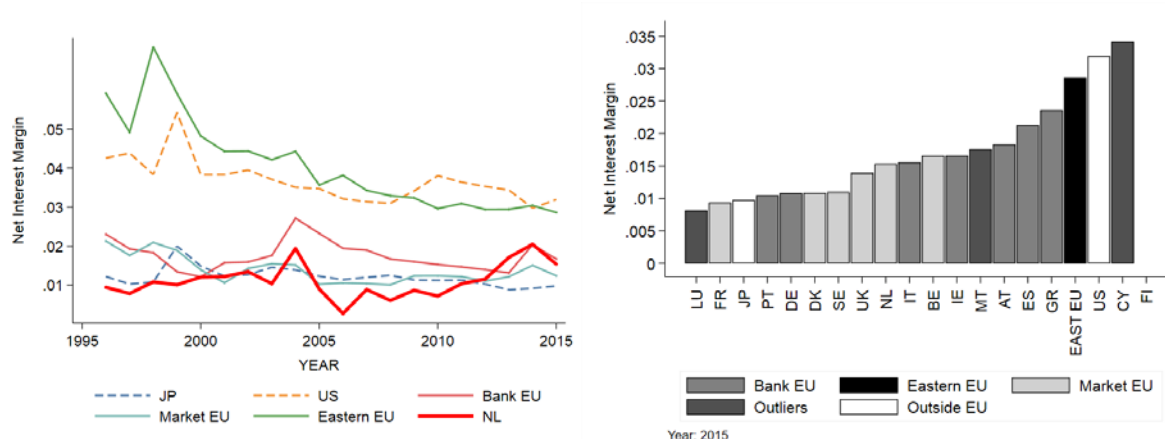 Net Interest Margin
.05
.04
.03
.02
.01
1995 2000 2005 2010 2015
YEAR
JP US Bank EU
Market EU Eastern EU NL
Net Interest Margin
.035
.03
.025
.02
.015
.01
.005
0
LU FR JP PT DE DK SE UK NL IT BE IE MT AT ES GR EAST EU US CY FI
Bank EU Eastern EU Market EU
Outliers Outside EU
Year: 2015